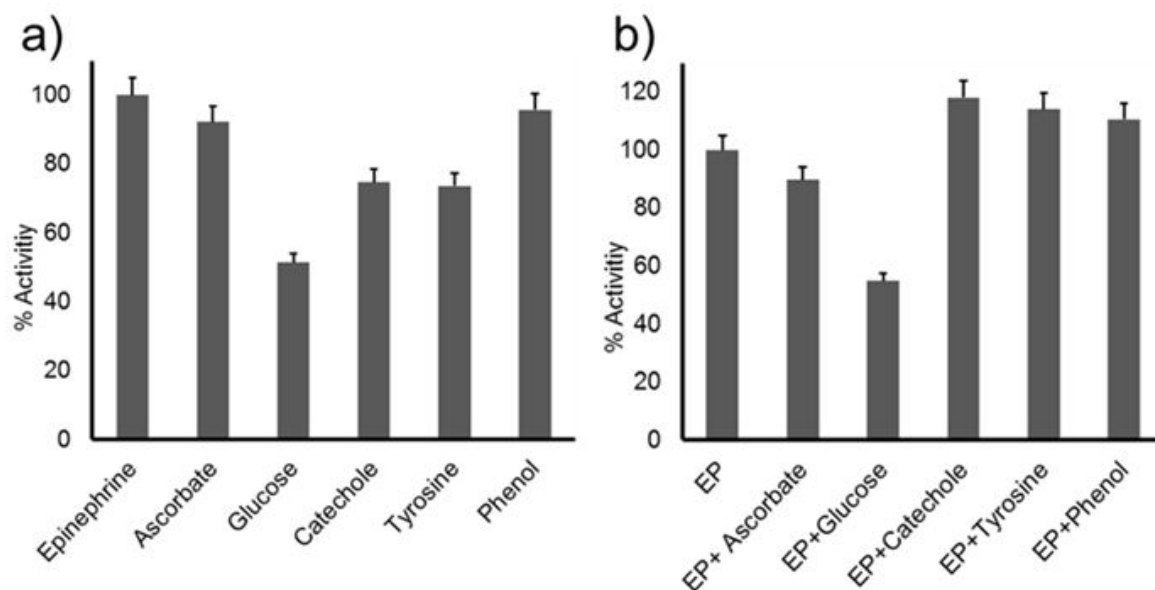 a)
% Activitiy
100
80
60
40
20
0
Epinephrine
Ascorbate
Glucose
Catechole
Tyrosine
Phenol
b)
% Activitiy
120
100
80
60
40
20
0
EP
EP+ Ascorbate
EP+Glucose
EP+Catechole
EP+Tyrosine
EP+Phenol